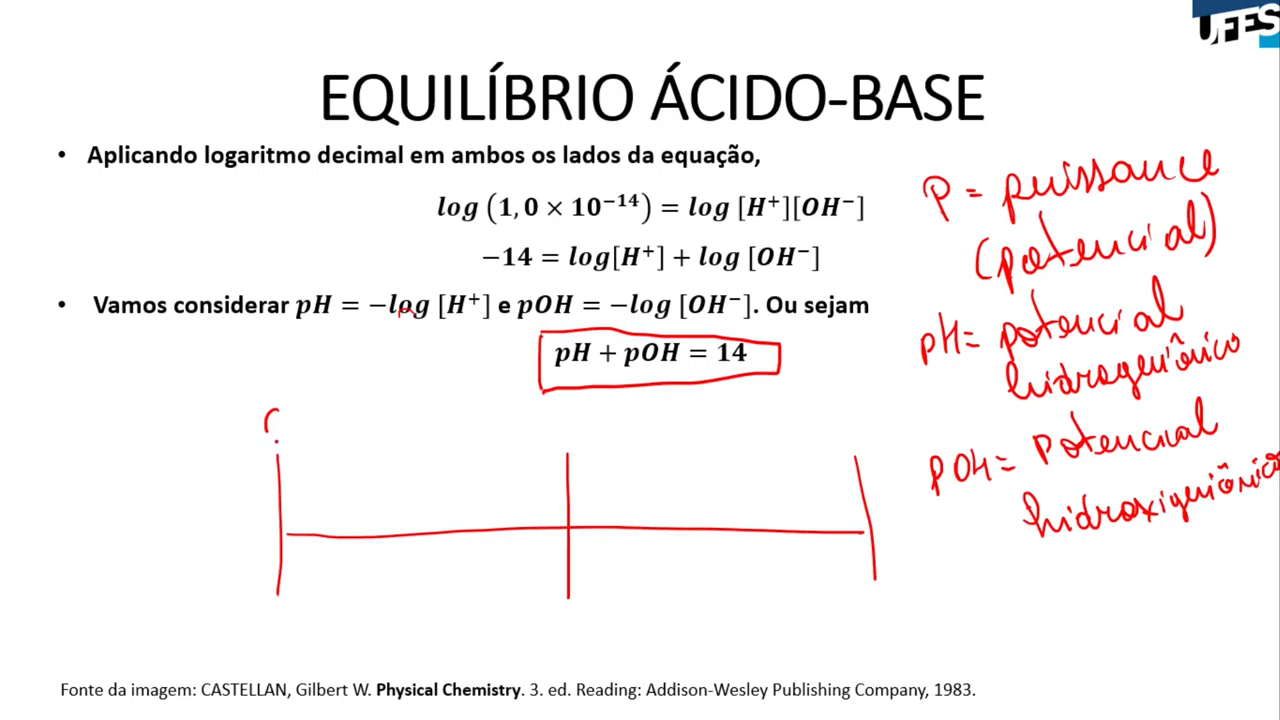 UFES
EQUILÍBRIO ÁCIDO-BASE
• Aplicando logaritmo decimal em ambos os lados da equação,
log (1,0 × 10⁻¹⁴) = log [H⁺][OH⁻]
−14 = log[H⁺] + log [OH⁻]
• Vamos considerar pH = −log [H⁺] e pOH = −log [OH⁻]. Ou sejam
pH + pOH = 14
P = puissance
(potencial)
pH = potencial
hidrogeniônico
pOH = Potencial
hidroxigeniônico
Fonte da imagem: CASTELLAN, Gilbert W. Physical Chemistry. 3. ed. Reading: Addison-Wesley Publishing Company, 1983.